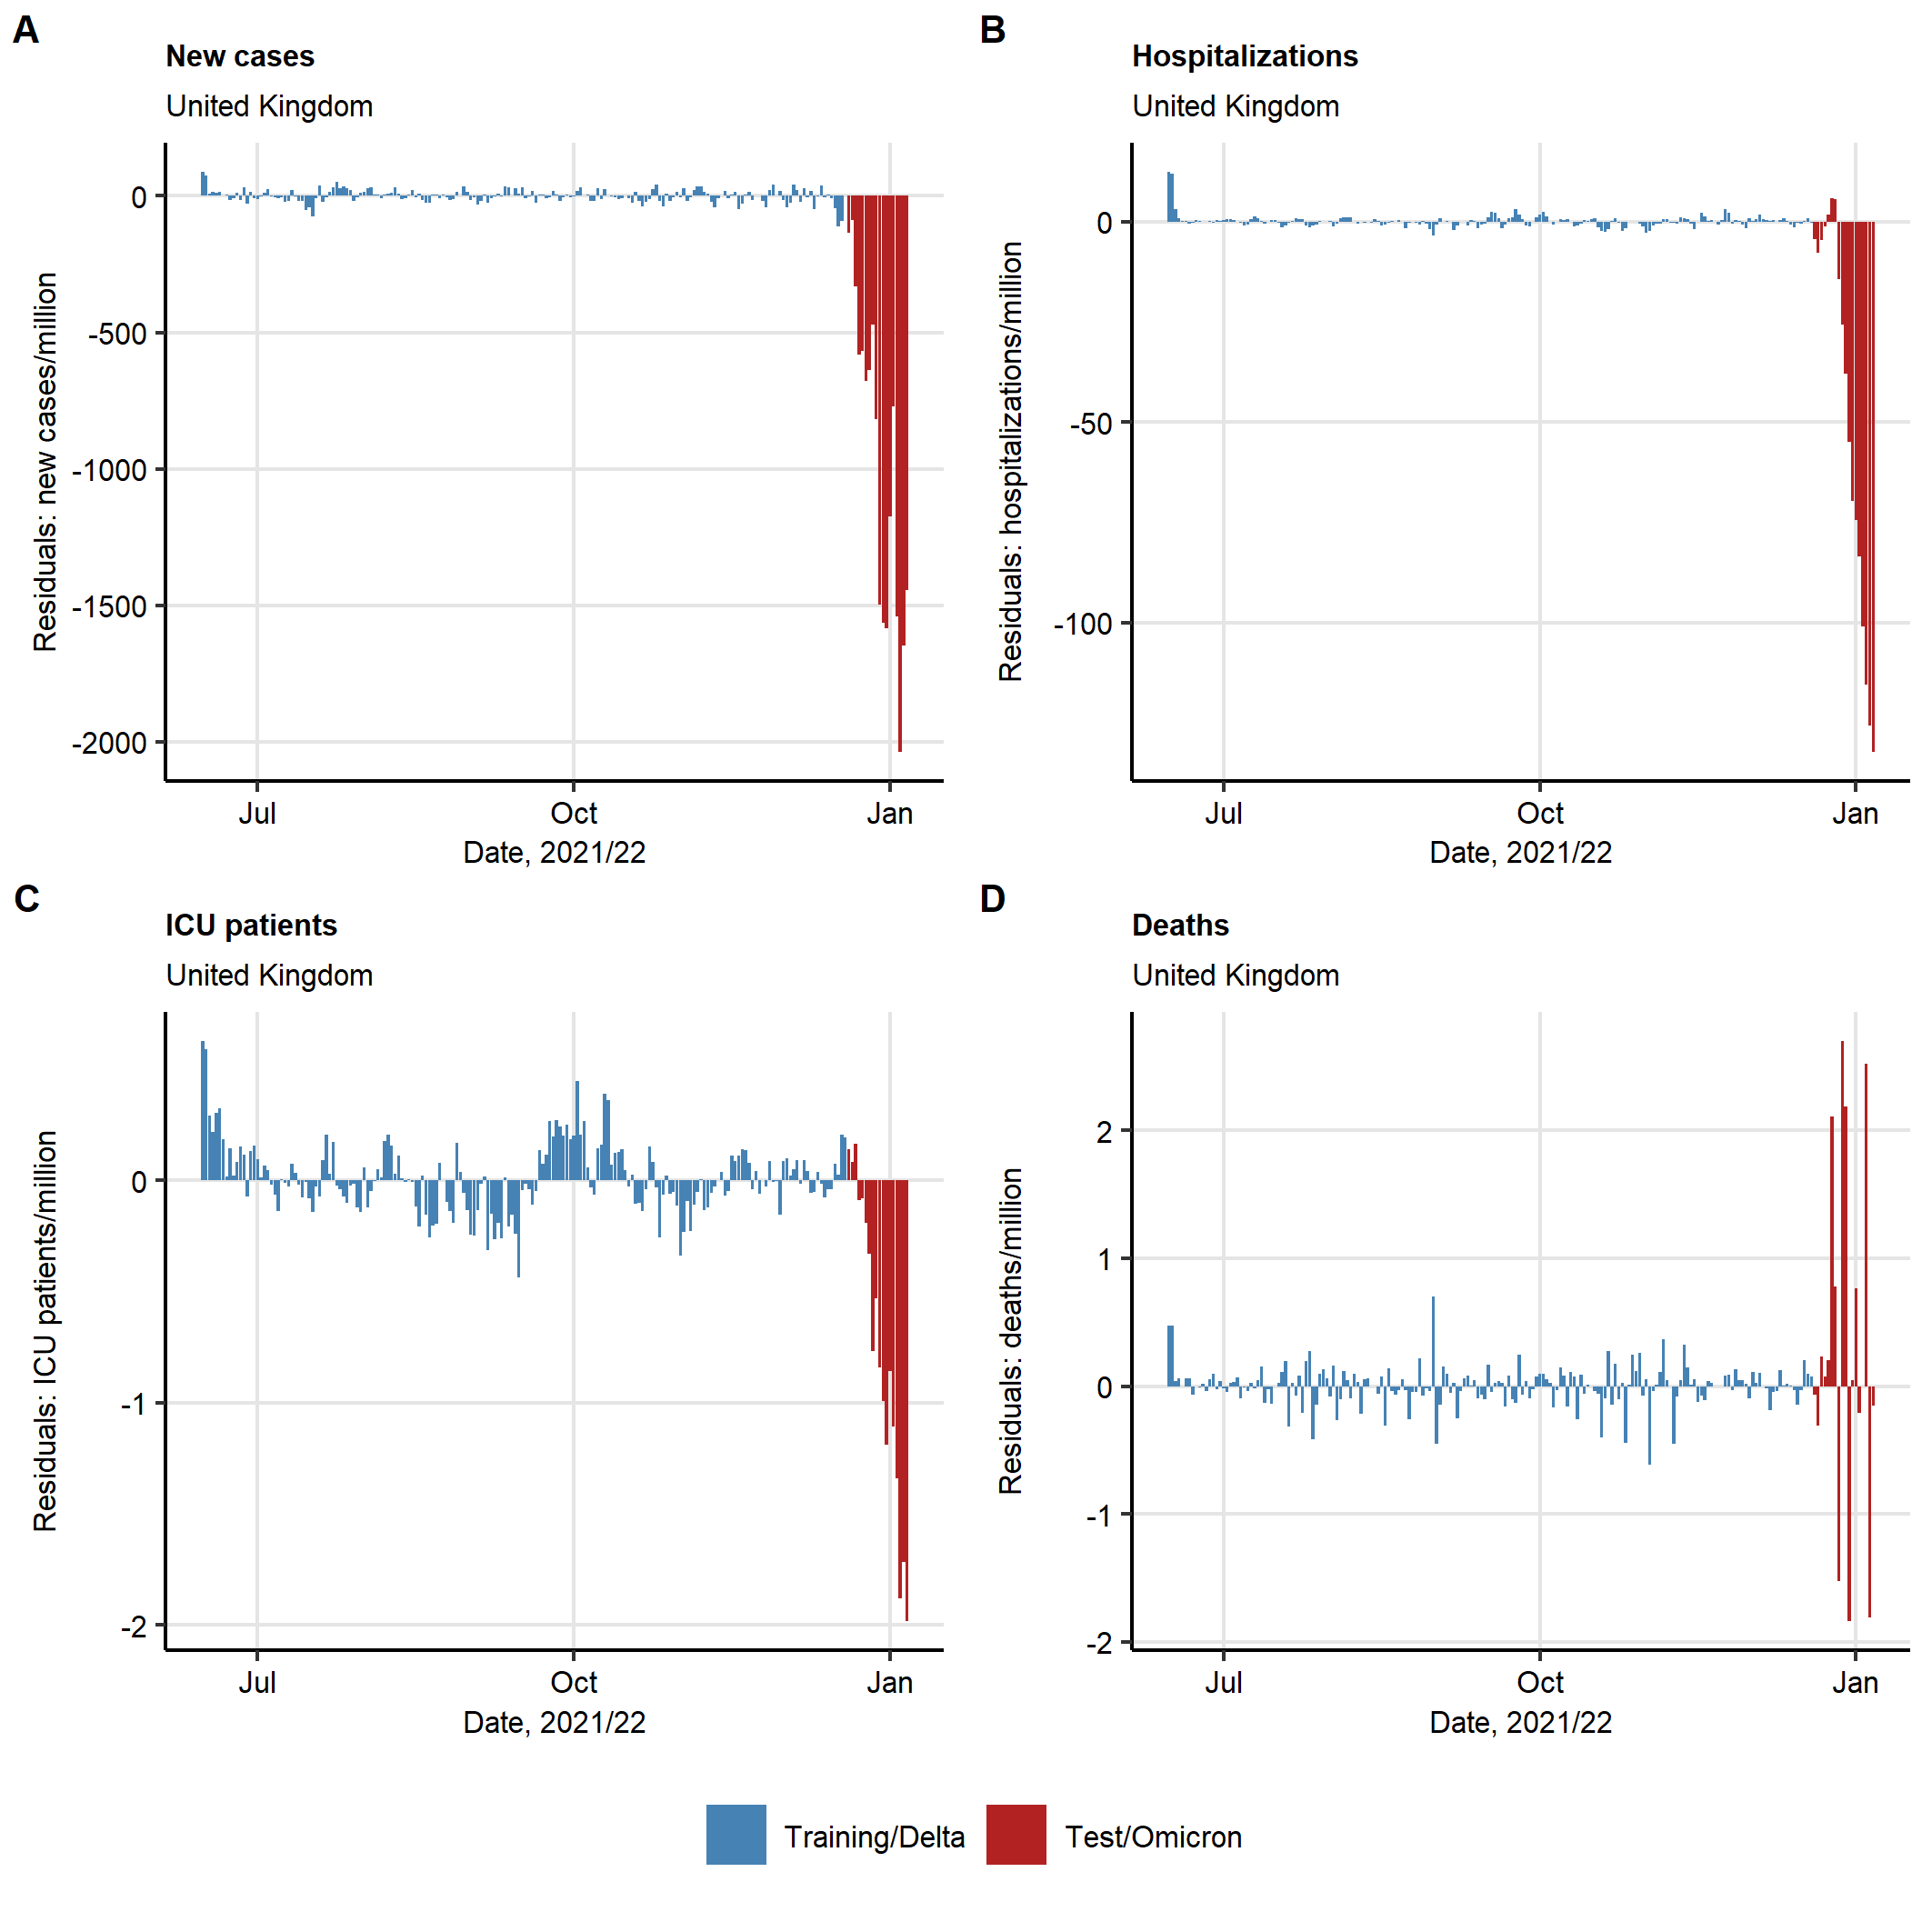 A
New cases
United Kingdom
Residuals: new cases/million
0
-500
-1000
-1500
-2000
Jul
Oct
Jan
Date, 2021/22
B
Hospitalizations
United Kingdom
Residuals: hospitalizations/million
0
-50
-100
Jul
Oct
Jan
Date, 2021/22
C
ICU patients
United Kingdom
Residuals: ICU patients/million
0
-1
-2
Jul
Oct
Jan
Date, 2021/22
D
Deaths
United Kingdom
Residuals: deaths/million
2
1
0
-1
-2
Jul
Oct
Jan
Date, 2021/22
Training/Delta
Test/Omicron